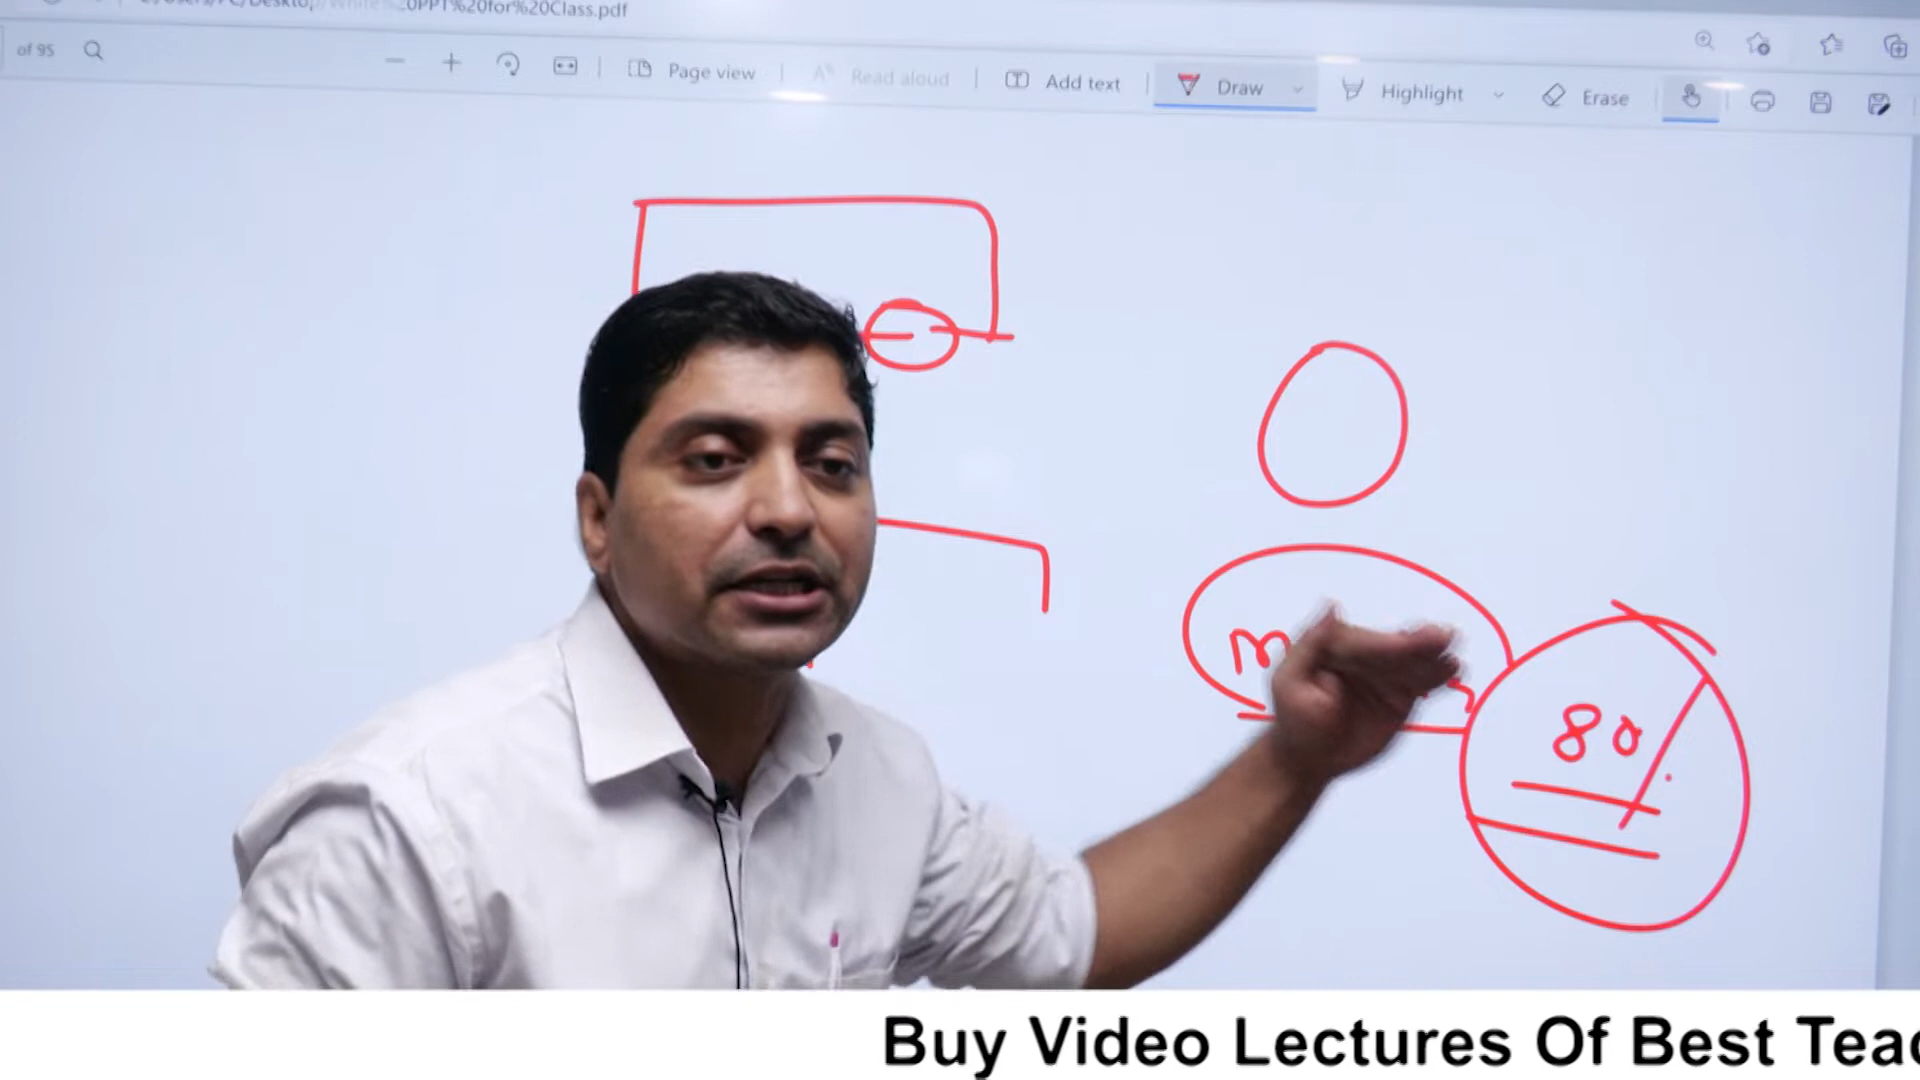 0PPT%20for%20Class.pdf
of 95
Page view
Read aloud
Add text
Draw
Highlight
Erase
80
Buy Video Lectures Of Best Tea